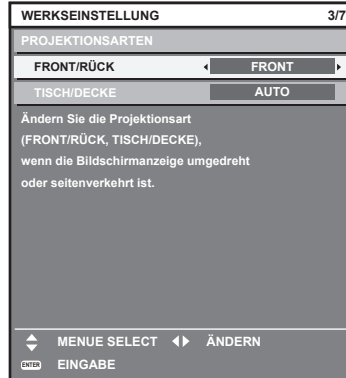 WERKSEINSTELLUNG 3/7
PROJEKTIONSARTEN
FRONT/RÜCK FRONT
TISCH/DECKE AUTO
Ändern Sie die Projektionsart
(FRONT/RÜCK, TISCH/DECKE),
wenn die Bildschirmanzeige umgedreht
oder seitenverkehrt ist.
MENUE SELECT ÄNDERN
ENTER EINGABE